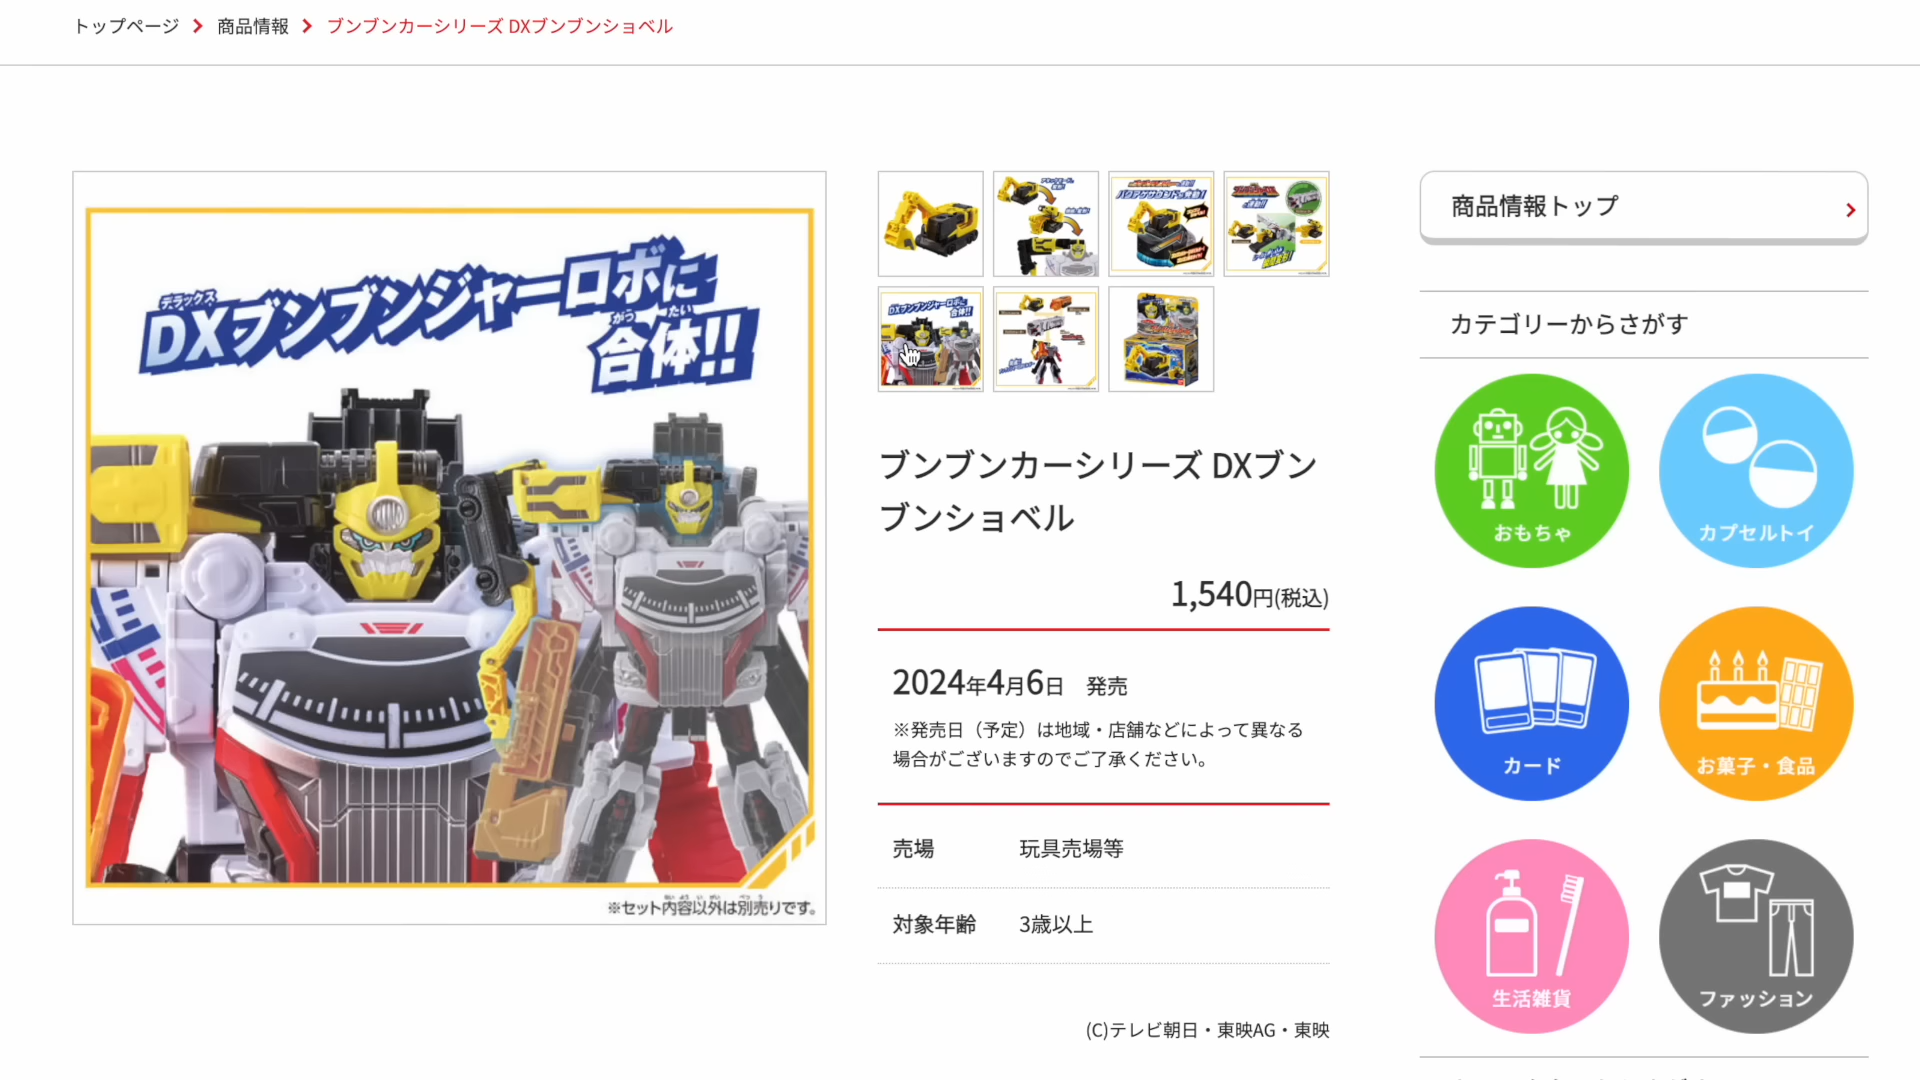 トップページ
商品情報
ブンブンカーシリーズ DXブンブンショベル
デラックス
DXブンブンジャーロボに
がっ たい
合体!!
※セット内容以外は別売りです。
ブンブンカーシリーズ DXブン
ブンショベル
1,540円(税込)
2024年4月6日 発売
※発売日（予定）は地域・店舗などによって異なる
場合がございますのでご了承ください。
売場 玩具売場等
対象年齢 3歳以上
(C)テレビ朝日・東映AG・東映
商品情報トップ
カテゴリーからさがす
おもちゃ
カプセルトイ
カード
お菓子・食品
生活雑貨
ファッション